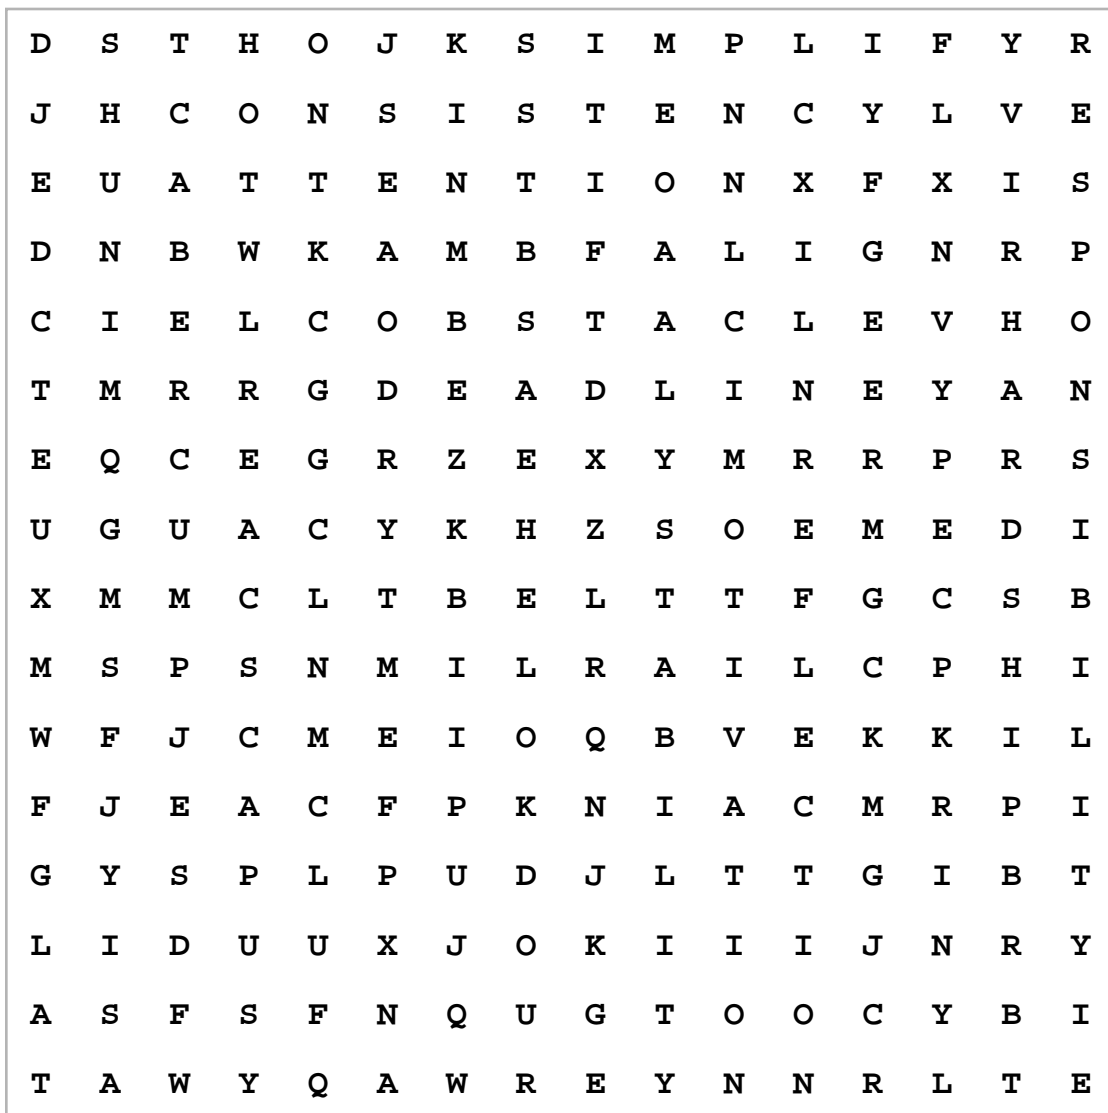 D S T H O J K S I M P L I F Y R
J H C O N S I S T E N C Y L V E
E U A T T E N T I O N X F X I S
D N B W K A M B F A L I G N R P
C I E L C O B S T A C L E V H O
T M R R G D E A D L I N E Y A N
E Q C E G R Z E X Y M R R P R S
U G U A C Y K H Z S O E M E D I
X M M C L T B E L T T F G C S B
M S P S N M I L R A I L C P H I
W F J C M E I O Q B V E K K I L
F J E A C F P K N I A C M R P I
G Y S P L P U D J L T T G I B T
L I D U U X J O K I I I J N R Y
A S F S F N Q U G T O O C Y B I
T A W Y Q A W R E Y N N R L T E